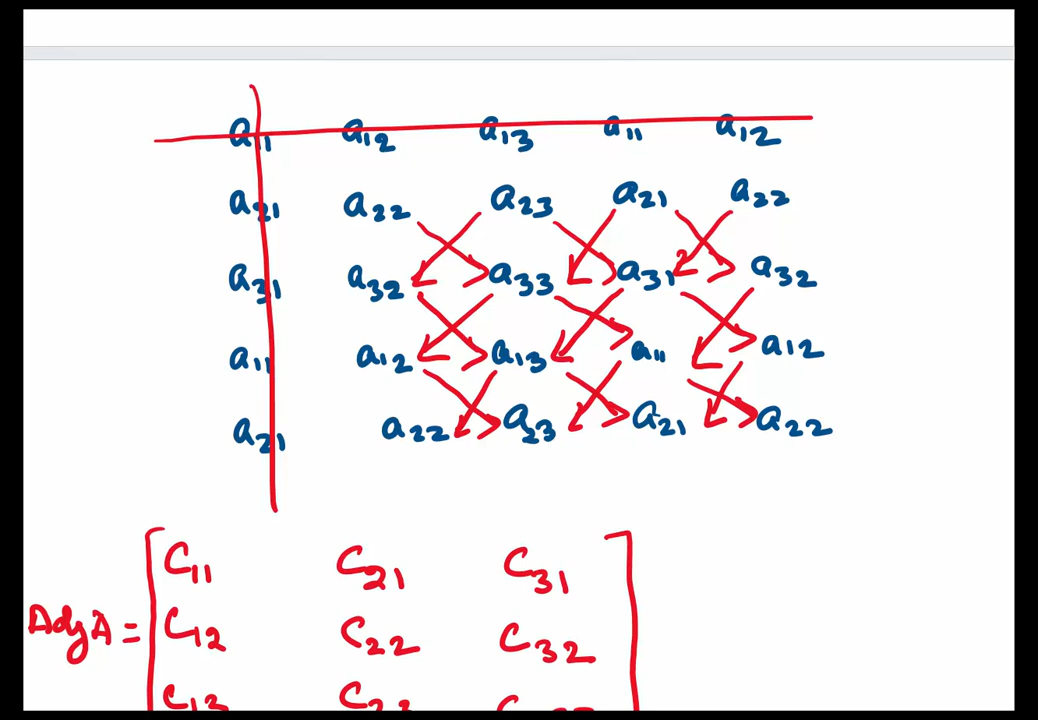 a11 a12 a13 a11 a12
a21 a22 a23 a21 a22
a31 a32 a33 a31 a32
a11 a12 a13 a11 a12
a21 a22 a23 a21 a22
C11 C21 C31
AdjA = C12 C22 C32
C13